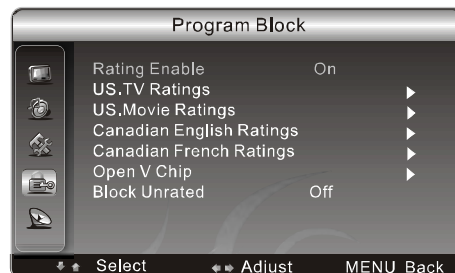 Program Block
Rating Enable On
US.TV Ratings
US.Movie Ratings
Canadian English Ratings
Canadian French Ratings
Open V Chip
Block Unrated Off
Select Adjust MENU Back